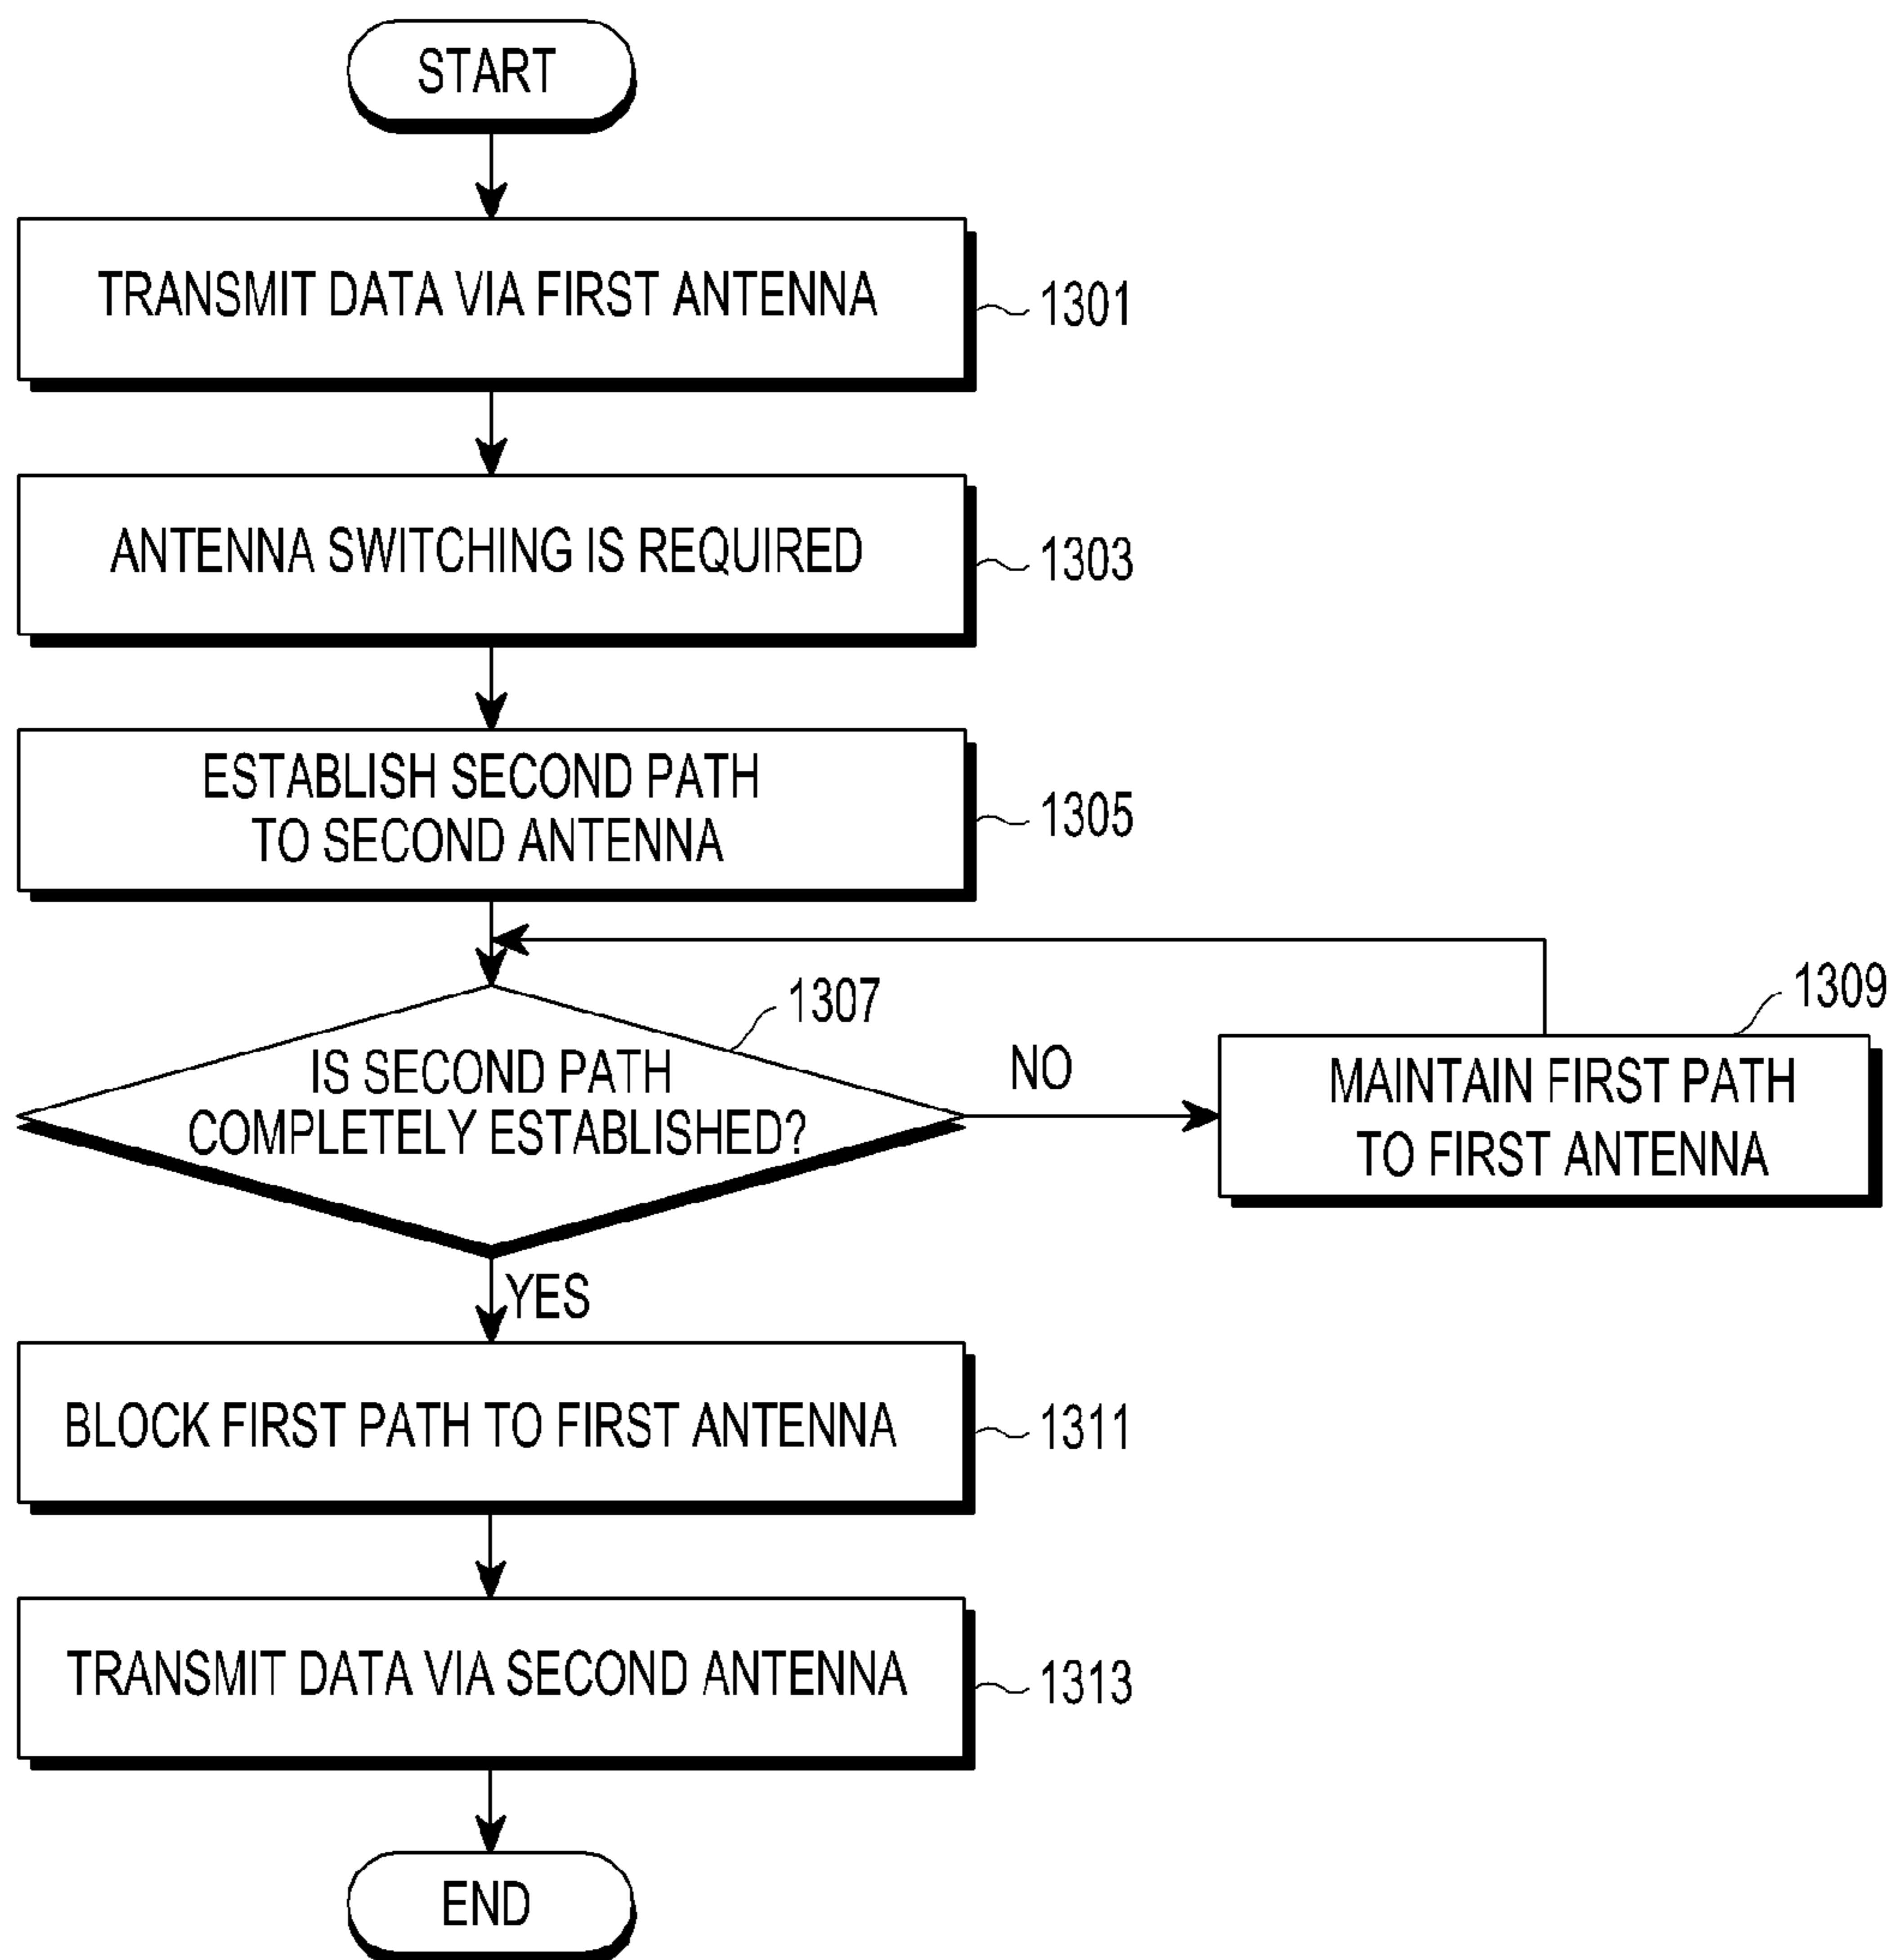 START
TRANSMIT DATA VIA FIRST ANTENNA
1301
ANTENNA SWITCHING IS REQUIRED
1303
ESTABLISH SECOND PATH
TO SECOND ANTENNA
1305
1307
IS SECOND PATH
COMPLETELY ESTABLISHED?
NO
1309
MAINTAIN FIRST PATH
TO FIRST ANTENNA
YES
BLOCK FIRST PATH TO FIRST ANTENNA
1311
TRANSMIT DATA VIA SECOND ANTENNA
1313
END